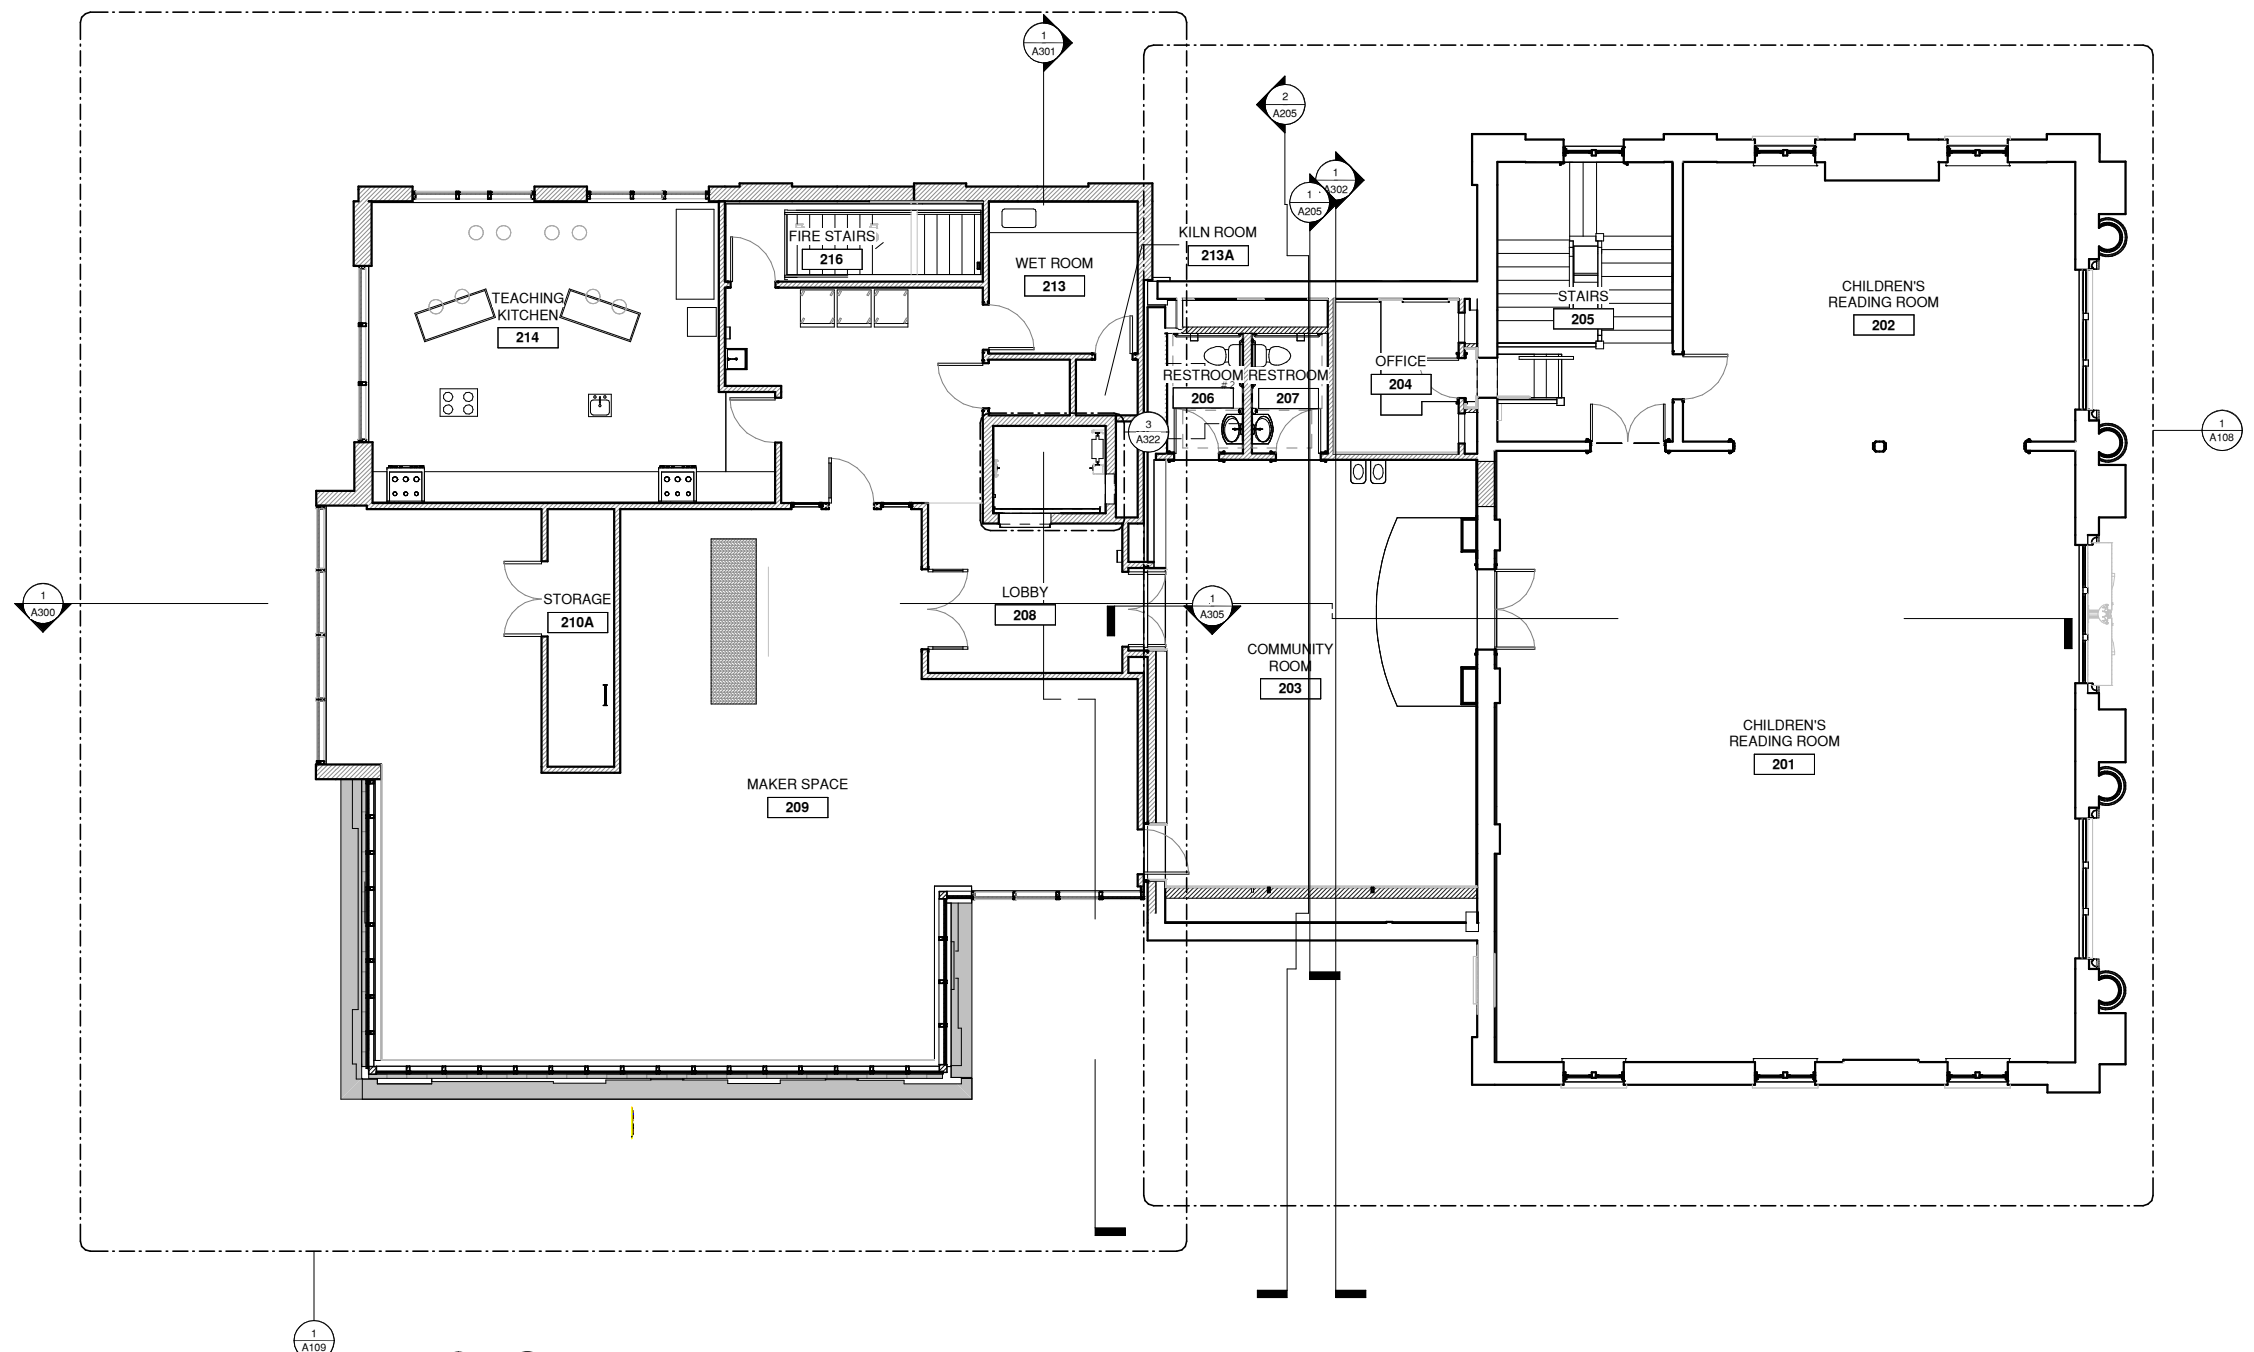 1
A301
2
A205
1
A302
1
A205
KILN ROOM
213A
FIRE STAIRS
216
WET ROOM
213
TEACHING
KITCHEN
214
STAIRS
205
CHILDREN'S
READING ROOM
202
OFFICE
204
RESTROOM
206
RESTROOM
207
3
A322
1
A108
1
A300
STORAGE
210A
LOBBY
208
1
A305
COMMUNITY
ROOM
203
CHILDREN'S
READING ROOM
201
MAKER SPACE
209
1
A109